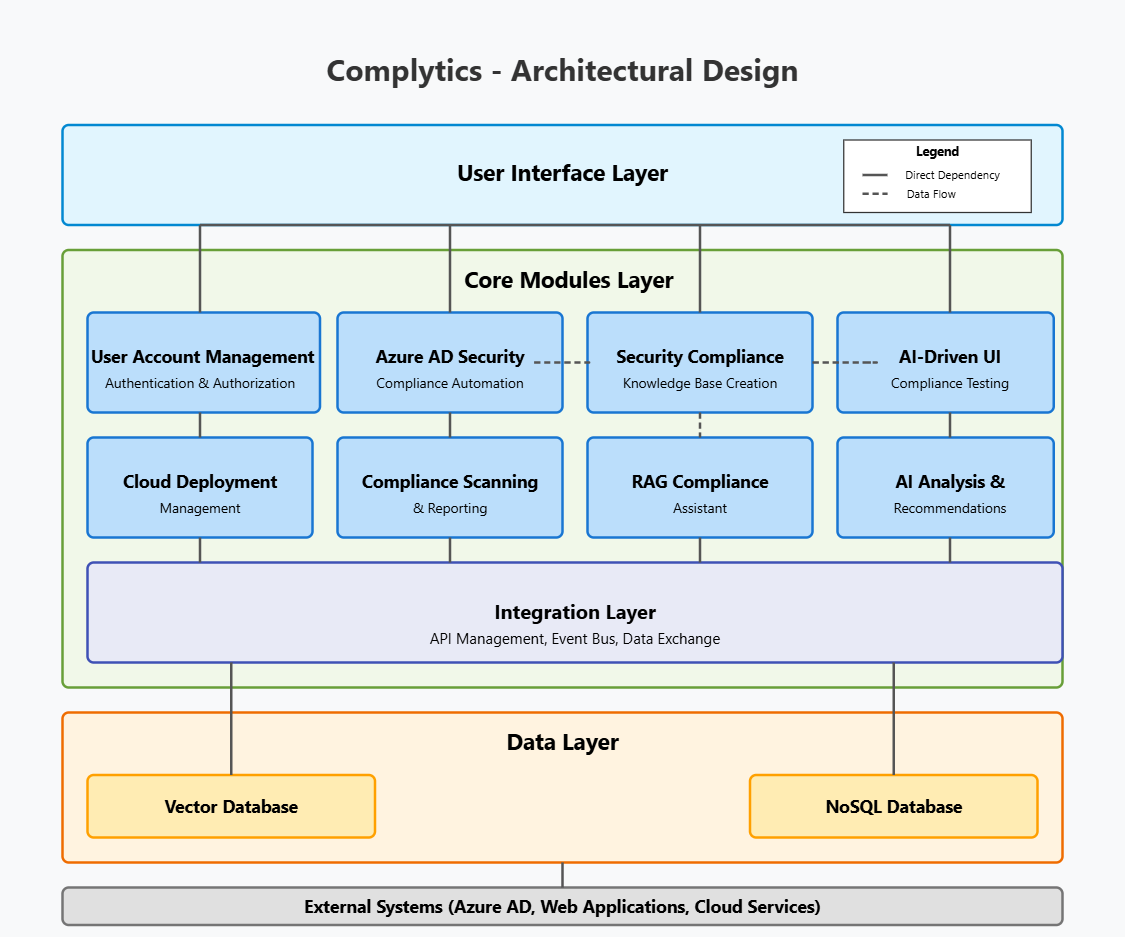 Complytics - Architectural Design
User Interface Layer
Legend
Direct Dependency
Data Flow
Core Modules Layer
User Account Management
Authentication & Authorization
Azure AD Security
Compliance Automation
Security Compliance
Knowledge Base Creation
AI-Driven UI
Compliance Testing
Cloud Deployment
Management
Compliance Scanning
& Reporting
RAG Compliance
Assistant
AI Analysis &
Recommendations
Integration Layer
API Management, Event Bus, Data Exchange
Data Layer
Vector Database
NoSQL Database
External Systems (Azure AD, Web Applications, Cloud Services)